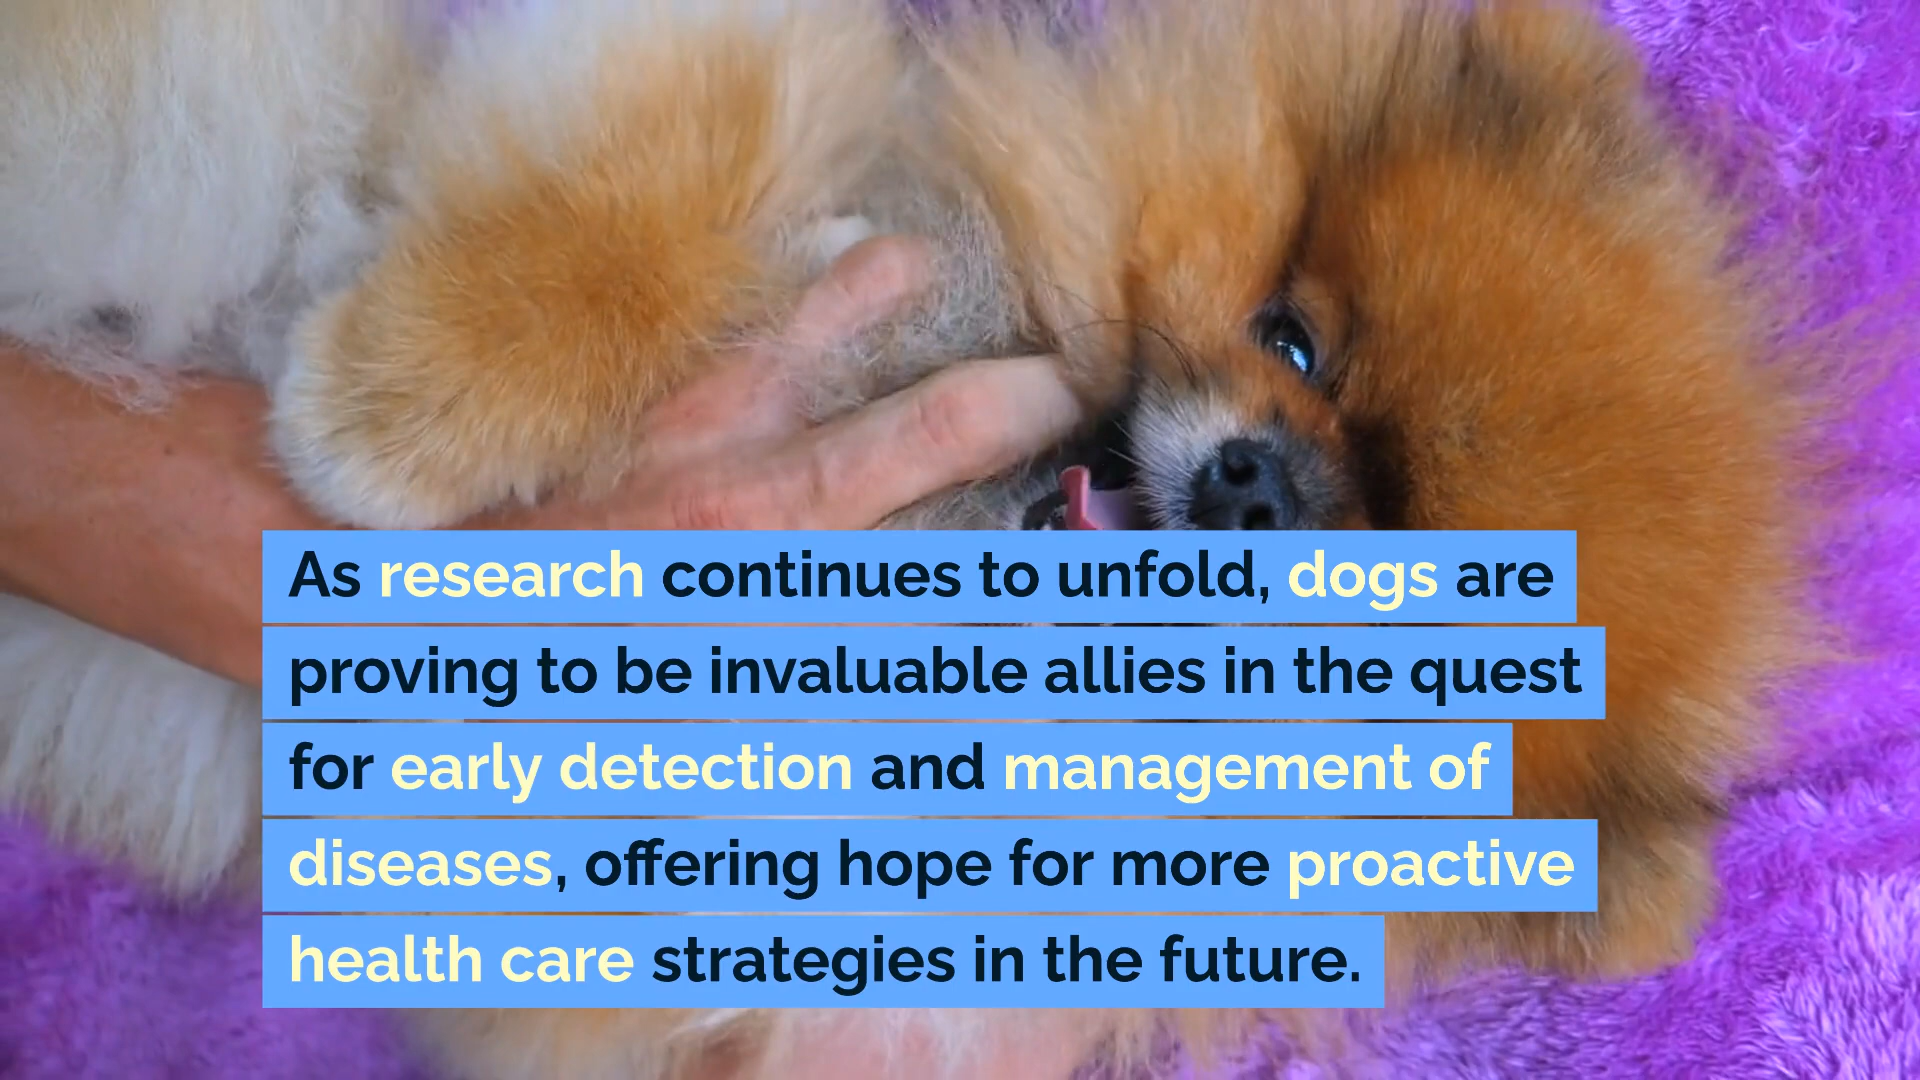 As research continues to unfold, dogs are
proving to be invaluable allies in the quest
for early detection and management of
diseases, offering hope for more proactive
health care strategies in the future.